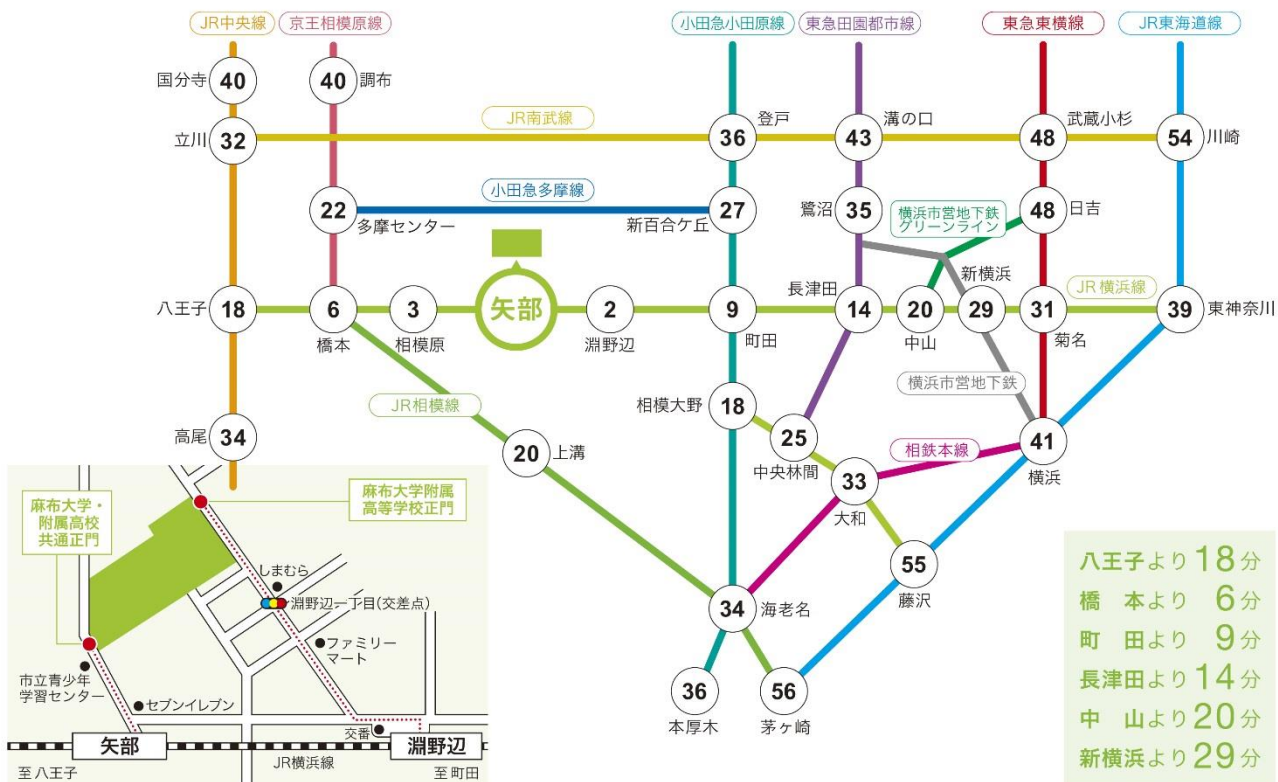 JR中央線
京王相模原線
小田急小田原線
東急田園都市線
東急東横線
JR東海道線
国分寺
40
40
調布
立川
32
JR南武線
36
登戸
43
溝の口
48
武蔵小杉
54
川崎
22
多摩センター
小田急多摩線
27
新百合ケ丘
鷺沼
35
横浜市営地下鉄
グリーンライン
48
日吉
八王子
18
6
橋本
3
相模原
矢部
2
淵野辺
9
町田
長津田
14
20
中山
新横浜
29
31
菊名
JR横浜線
39
東神奈川
JR相模線
相模大野
18
横浜市営地下鉄
高尾
34
20
上溝
25
中央林間
相鉄本線
41
横浜
33
大和
55
藤沢
34
海老名
36
本厚木
56
茅ヶ崎
麻布大学・
附属高校
共通正門
麻布大学附属
高等学校正門
しまむら
淵野辺一丁目(交差点)
ファミリー
マート
市立青少年
学習センター
セブンイレブン
交番
矢部
淵野辺
JR横浜線
至八王子
至町田
八王子より18分
橋本より6分
町田より9分
長津田より14分
中山より20分
新横浜より29分